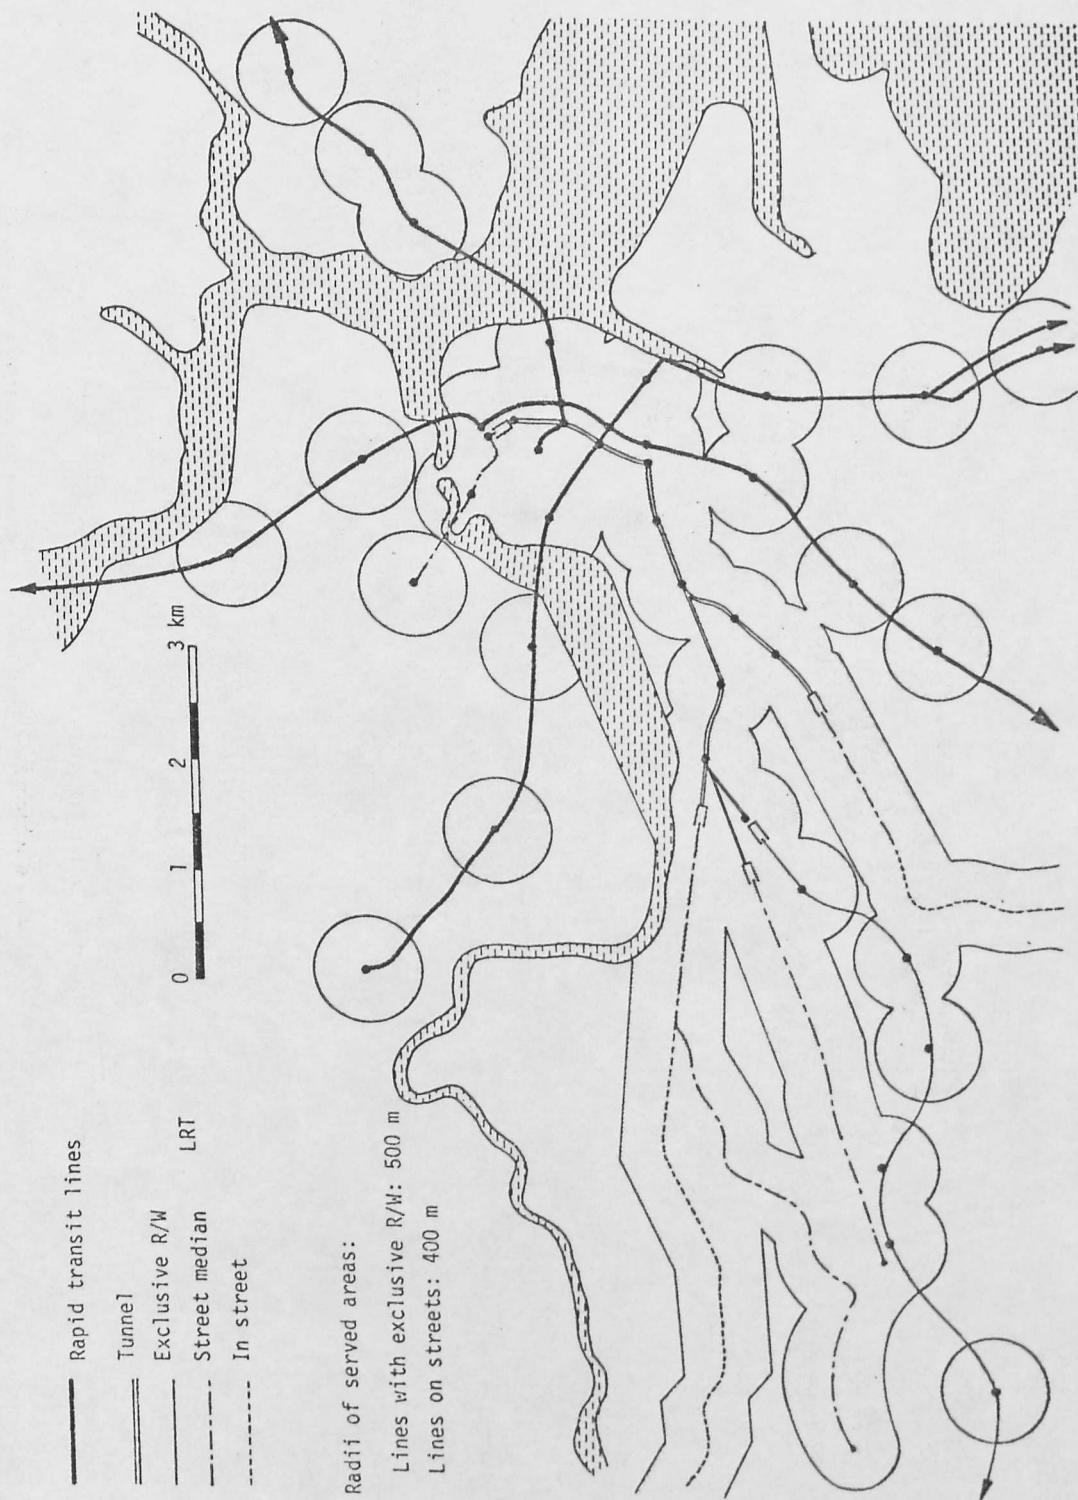 Rapid transit lines
Tunnel
Exclusive R/W
LRT
Street median
In street
Radii of served areas:
Lines with exclusive R/W: 500 m
Lines on streets: 400 m
0 1 2 3 km